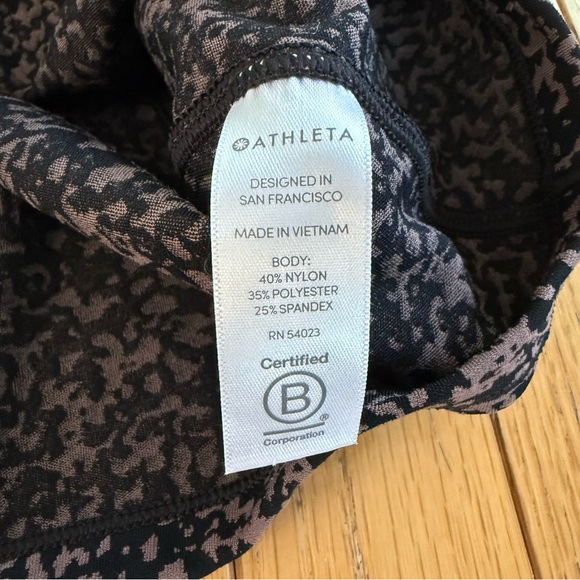 ATHLETA
DESIGNED IN
SAN FRANCISCO
MADE IN VIETNAM
BODY:
40% NYLON
35% POLYESTER
25% SPANDEX
RN 54023
Certified
B
®
Corporation